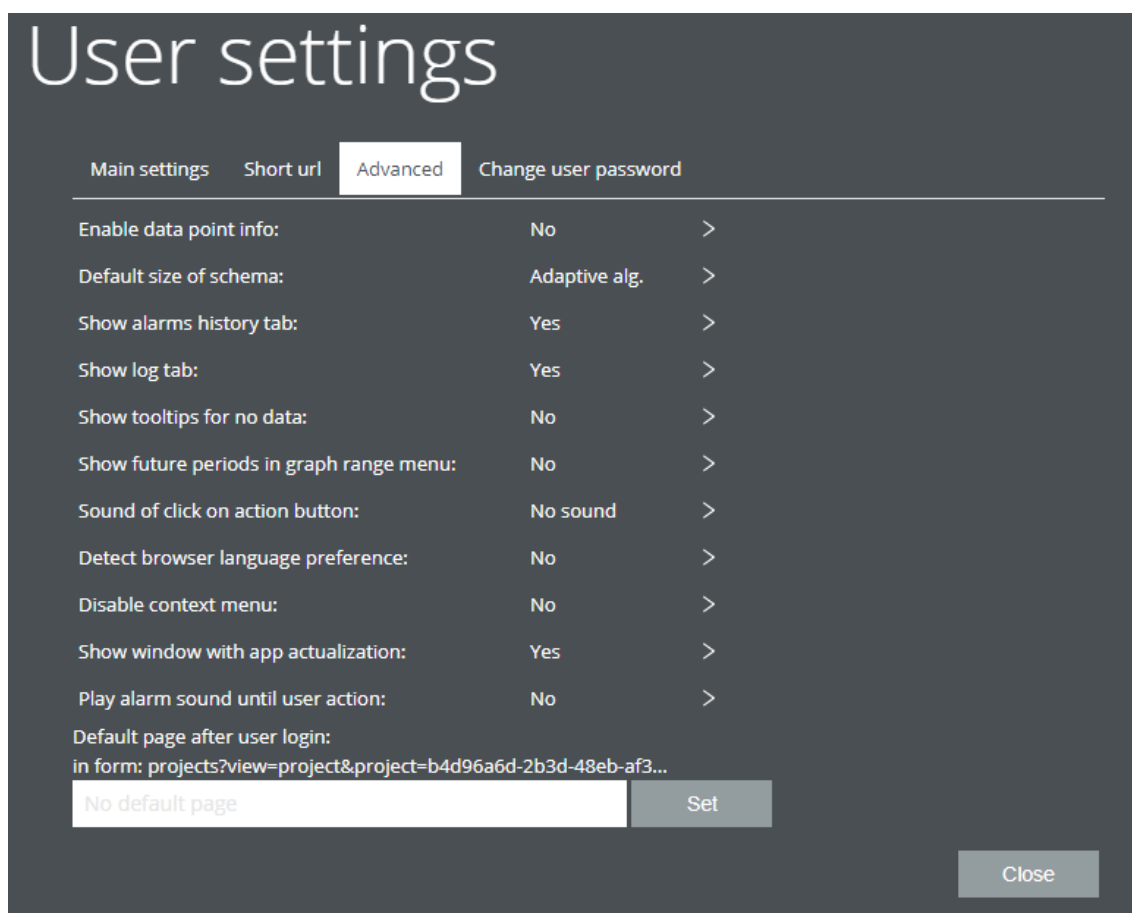 User settings
Main settings Short url Advanced Change user password
Enable data point info: No >
Default size of schema: Adaptive alg. >
Show alarms history tab: Yes >
Show log tab: Yes >
Show tooltips for no data: No >
Show future periods in graph range menu: No >
Sound of click on action button: No sound >
Detect browser language preference: No >
Disable context menu: No >
Show window with app actualization: Yes >
Play alarm sound until user action: No >
Default page after user login:
in form: projects?view=project&project=b4d96a6d-2b3d-48eb-af3...
No default page Set
Close